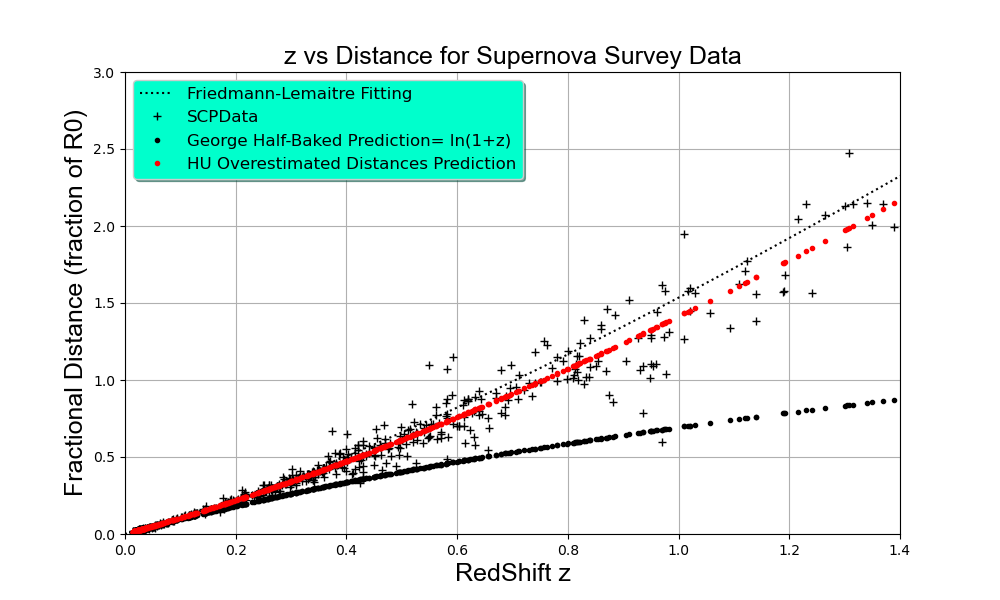 z vs Distance for Supernova Survey Data
Friedmann-Lemaitre Fitting
SCPData
George Half-Baked Prediction= ln(1+z)
HU Overestimated Distances Prediction
Fractional Distance (fraction of R0)
3.0
2.5
2.0
1.5
1.0
0.5
0.0
0.0 0.2 0.4 0.6 0.8 1.0 1.2 1.4
RedShift z